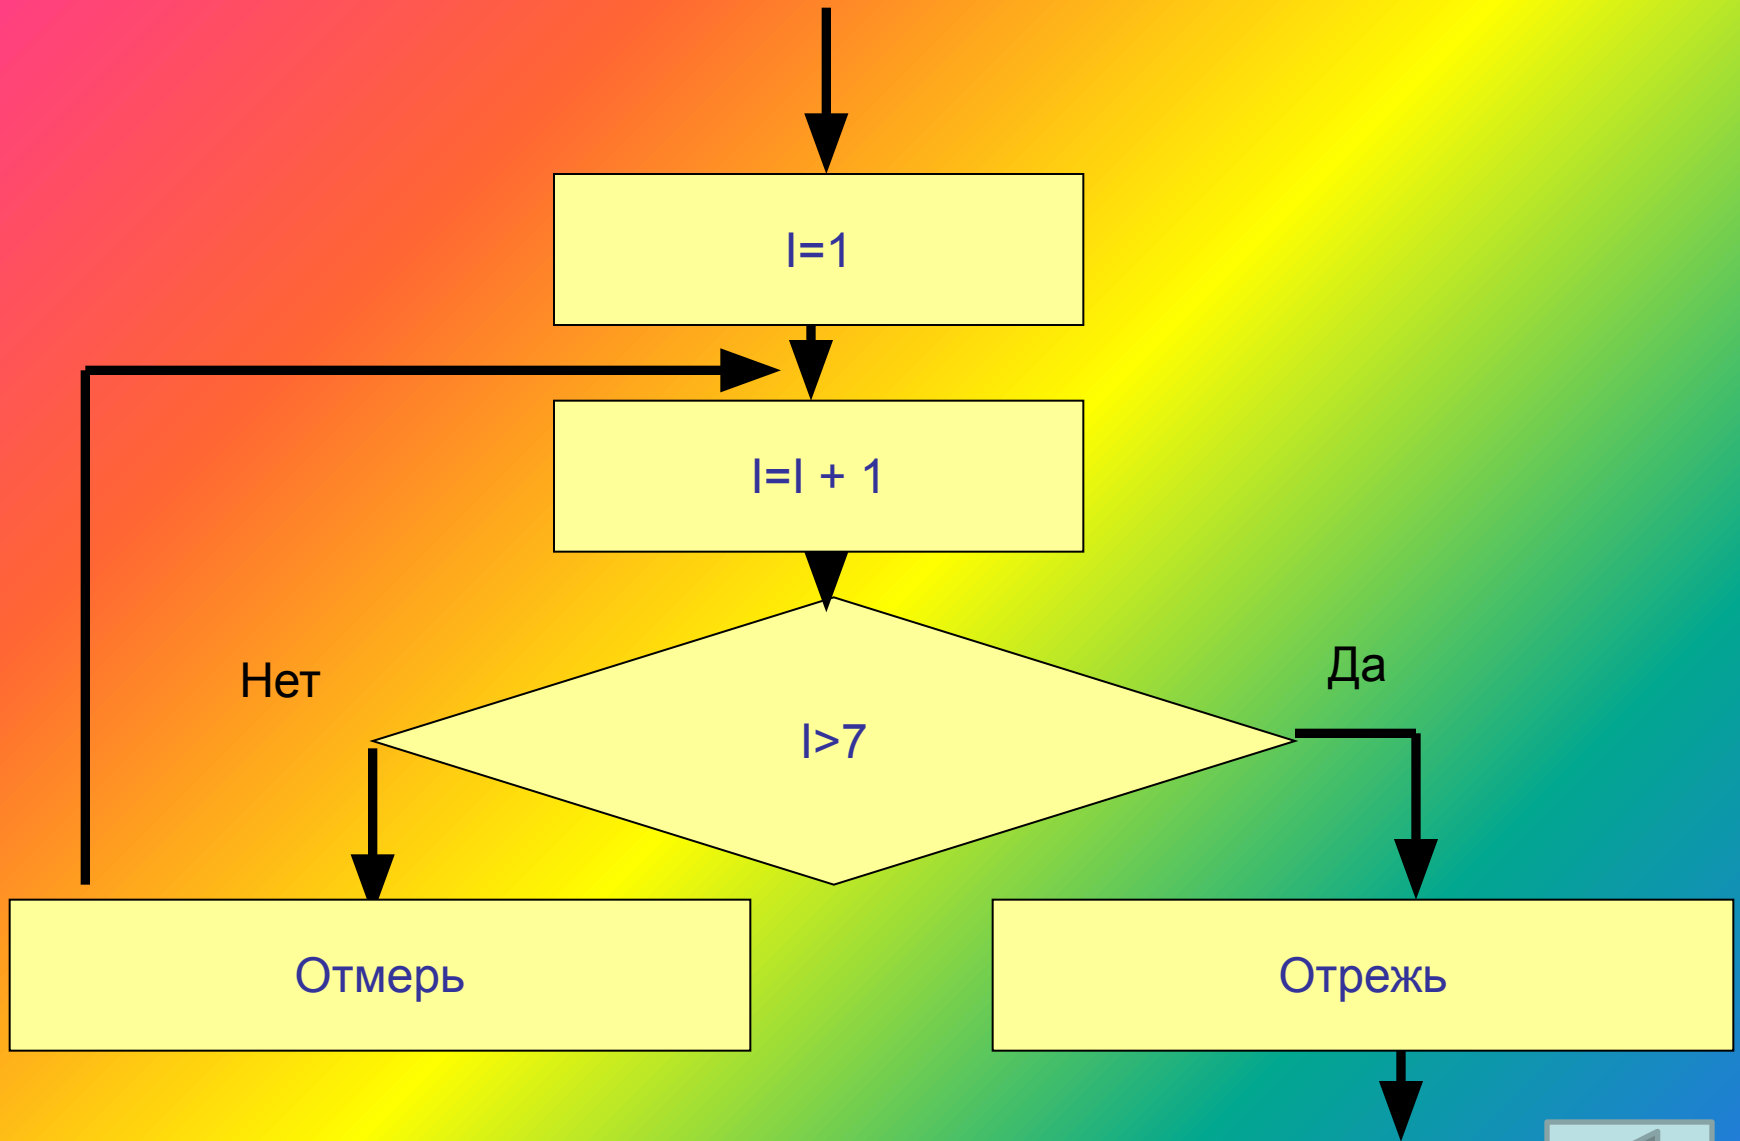 I=1
I=I + 1
Нет
Да
I>7
Отмерь
Отрежь